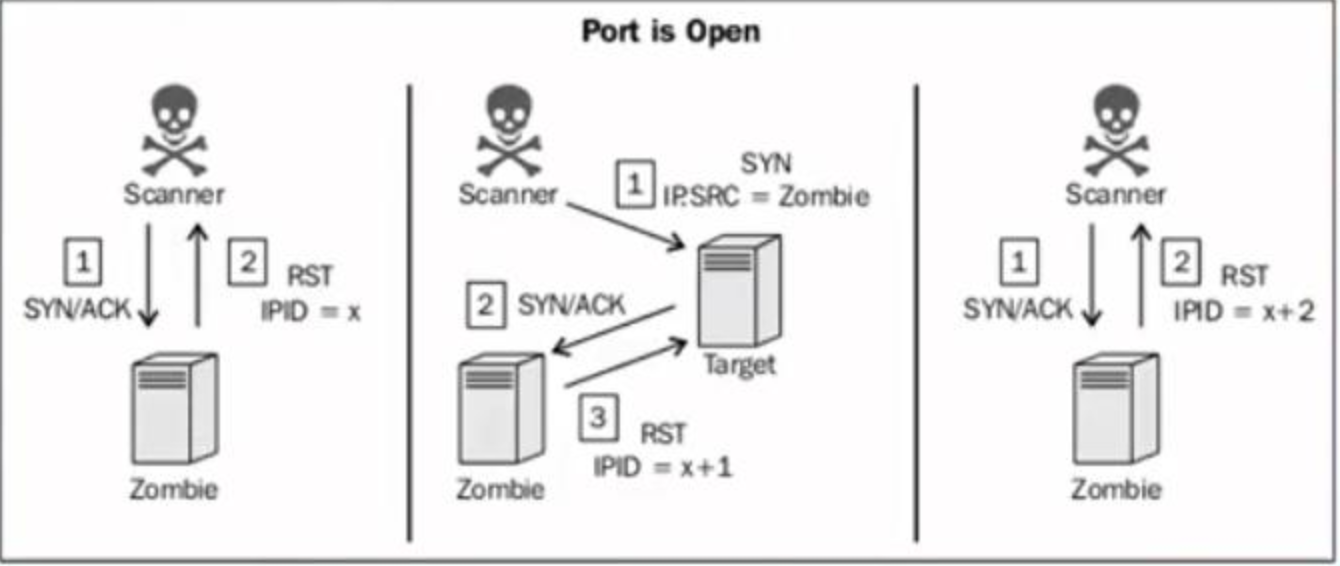 Port is Open
Scanner
1
SYN/ACK
2
RST
IPID = x
Zombie
Scanner
1
SYN
IP.SRC = Zombie
Target
2
SYN/ACK
3
RST
IPID = x+1
Zombie
Scanner
1
SYN/ACK
2
RST
IPID = x+2
Zombie